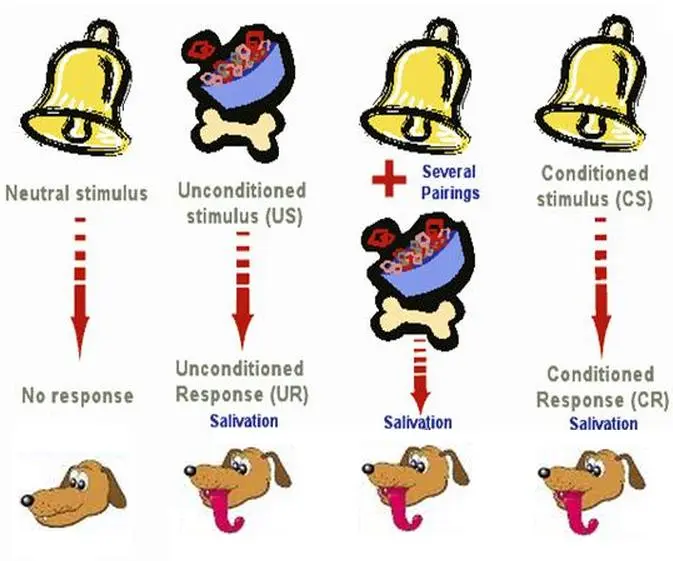 Neutral stimulus
No response
Unconditioned
stimulus (US)
Unconditioned
Response (UR)
Salivation
Several
Pairings
Salivation
Conditioned
stimulus (CS)
Conditioned
Response (CR)
Salivation